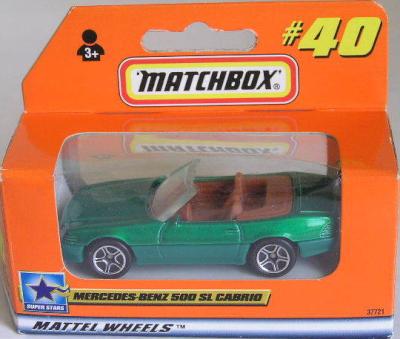 #40
3+
MATCHBOX®
SUPER STARS
MERCEDES-BENZ 500 SL CABRIO
37721
MATTEL WHEELS™